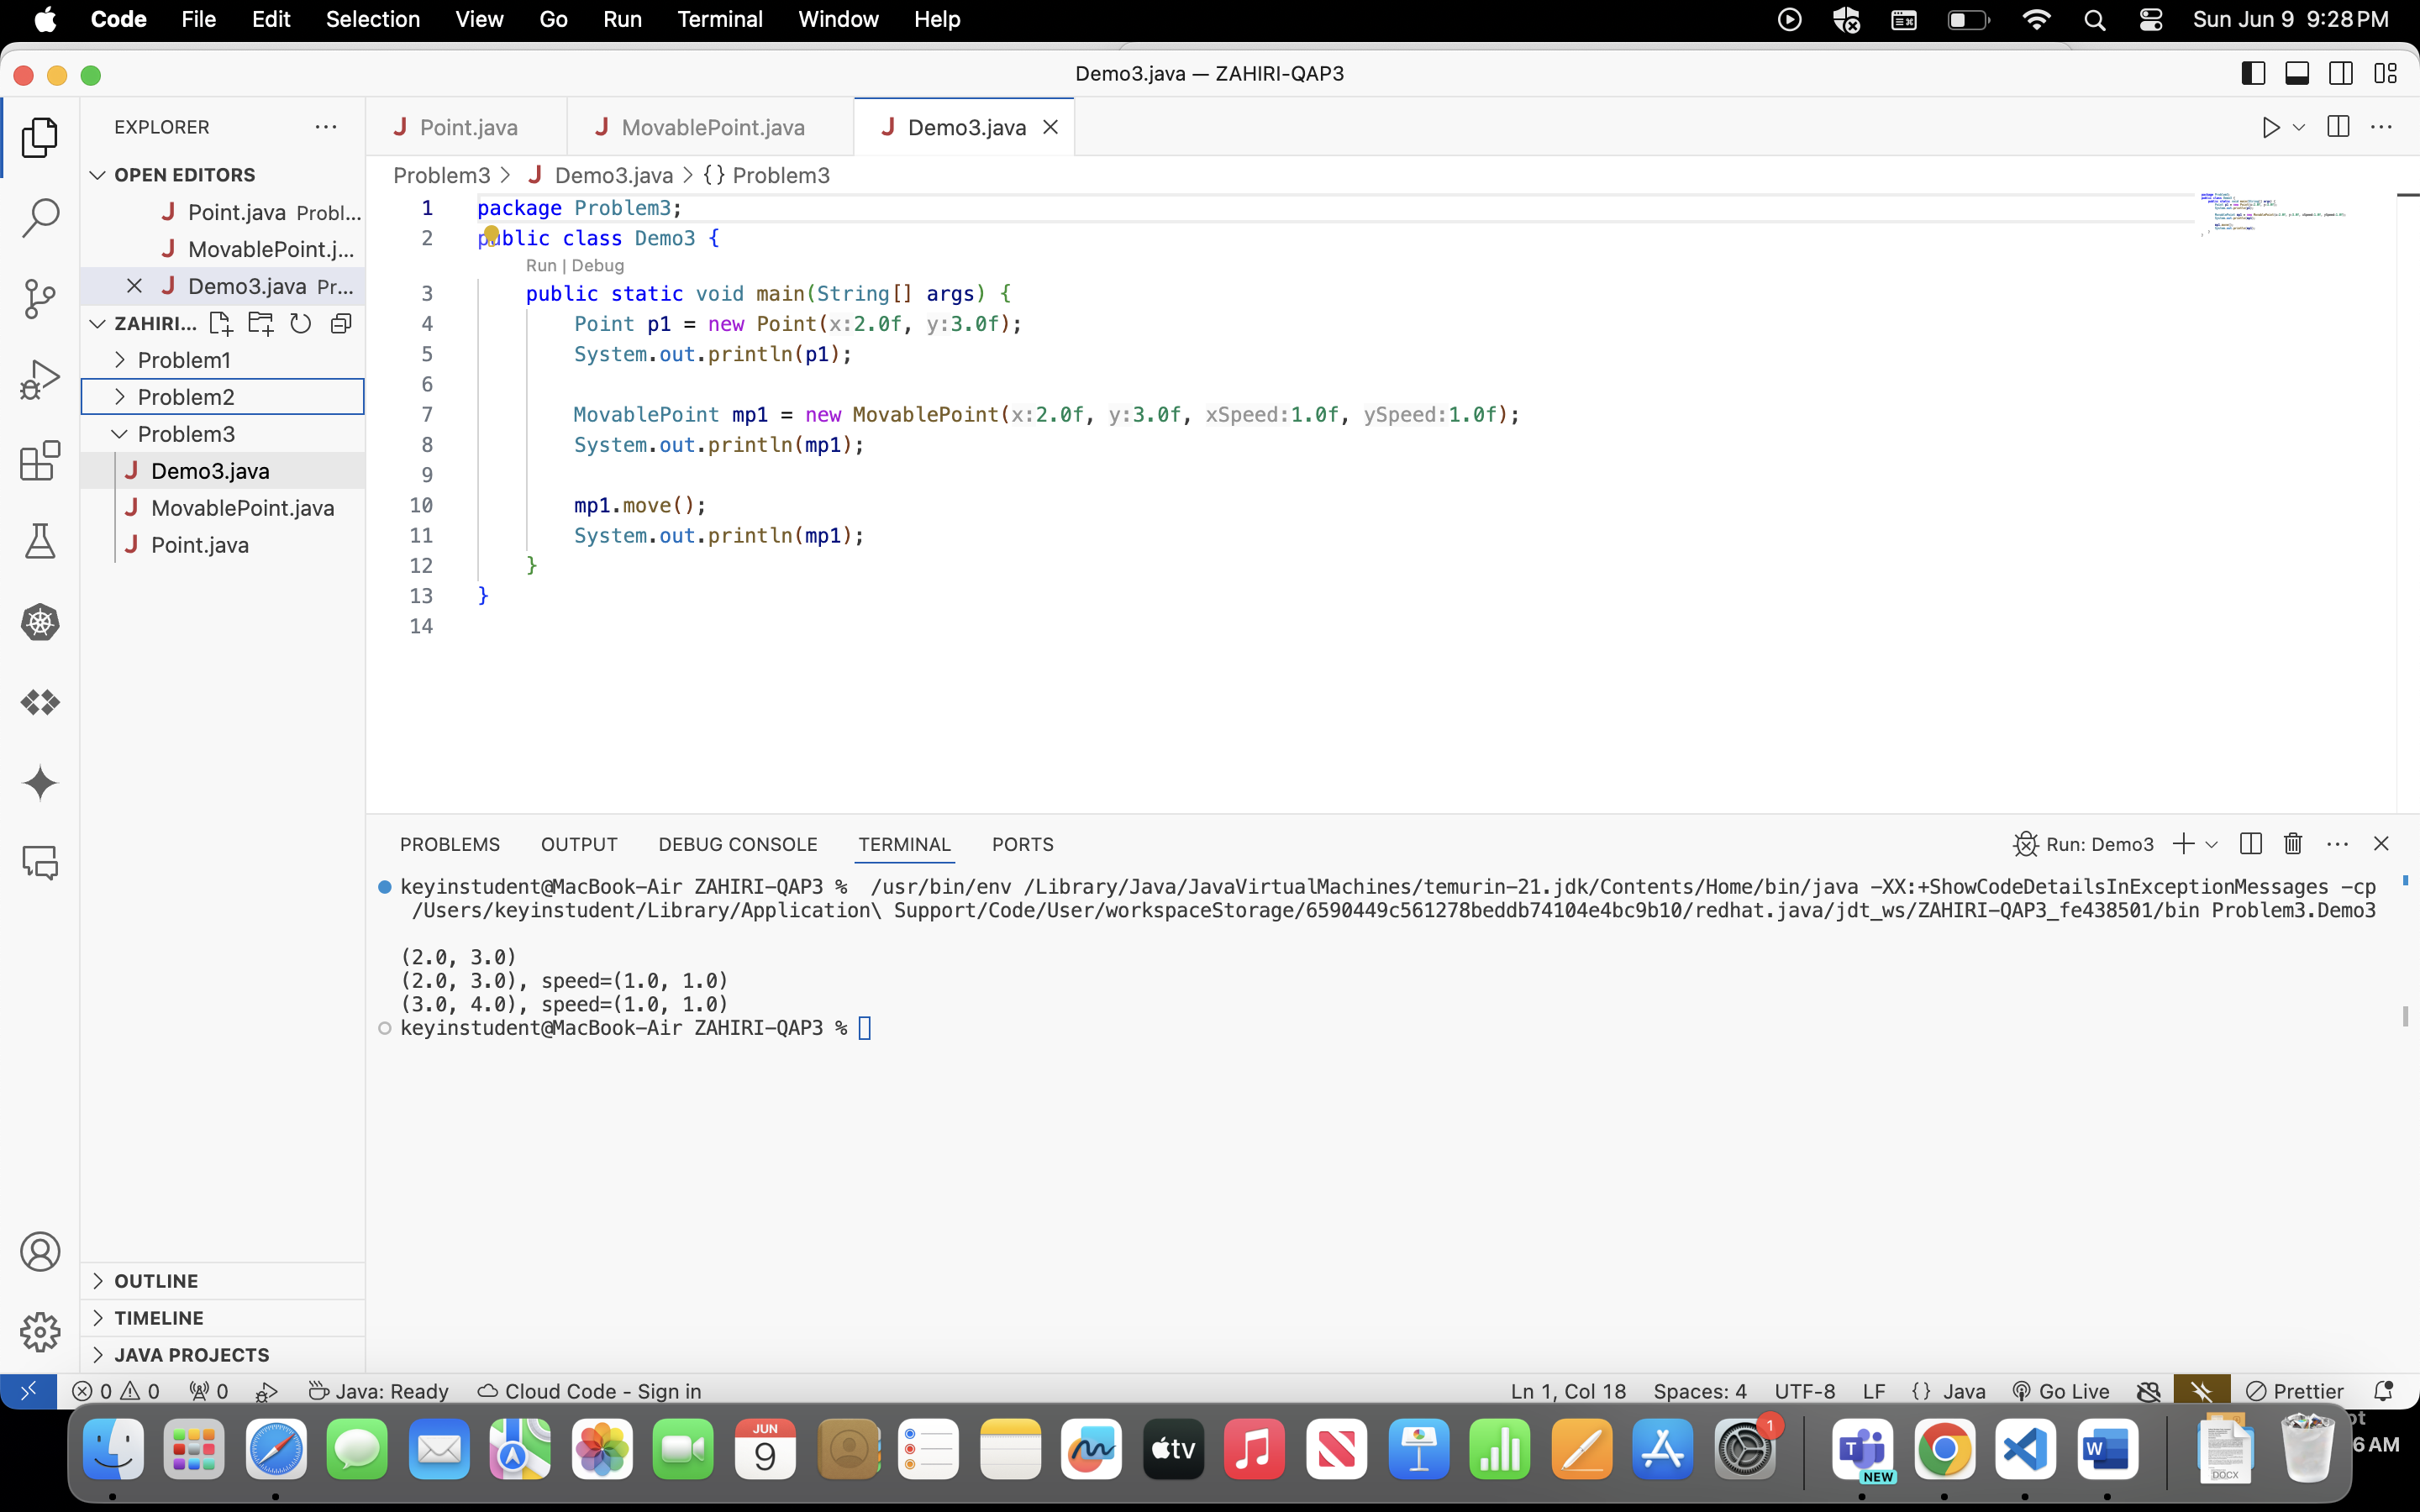 Code File Edit Selection View Go Run Terminal Window Help Sun Jun 9 9:28 PM
Demo3.java — ZAHIRI-QAP3
EXPLORER
OPEN EDITORS
Point.java Probl...
MovablePoint.j...
Demo3.java Pr...
ZAHIRI...
Problem1
Problem2
Problem3
Demo3.java
MovablePoint.java
Point.java
OUTLINE
TIMELINE
JAVA PROJECTS
Point.java MovablePoint.java Demo3.java
Problem3 > Demo3.java > {} Problem3
1 package Problem3;
2 public class Demo3 {
Run | Debug
3 public static void main(String[] args) {
4 Point p1 = new Point(x:2.0f, y:3.0f);
5 System.out.println(p1);
6
7 MovablePoint mp1 = new MovablePoint(x:2.0f, y:3.0f, xSpeed:1.0f, ySpeed:1.0f);
8 System.out.println(mp1);
9
10 mp1.move();
11 System.out.println(mp1);
12 }
13 }
14
PROBLEMS OUTPUT DEBUG CONSOLE TERMINAL PORTS Run: Demo3
keyinstudent@MacBook-Air ZAHIRI-QAP3 % /usr/bin/env /Library/Java/JavaVirtualMachines/temurin-21.jdk/Contents/Home/bin/java -XX:+ShowCodeDetailsInExceptionMessages -cp
/Users/keyinstudent/Library/Application\ Support/Code/User/workspaceStorage/6590449c561278beddb74104e4bc9b10/redhat.java/jdt_ws/ZAHIRI-QAP3_fe438501/bin Problem3.Demo3
(2.0, 3.0)
(2.0, 3.0), speed=(1.0, 1.0)
(3.0, 4.0), speed=(1.0, 1.0)
keyinstudent@MacBook-Air ZAHIRI-QAP3 %
0 0 0 Java: Ready Cloud Code - Sign in Ln 1, Col 18 Spaces: 4 UTF-8 LF {} Java Go Live Prettier
JUN
9
tv
1
T
NEW
W
DOCX
6 AM